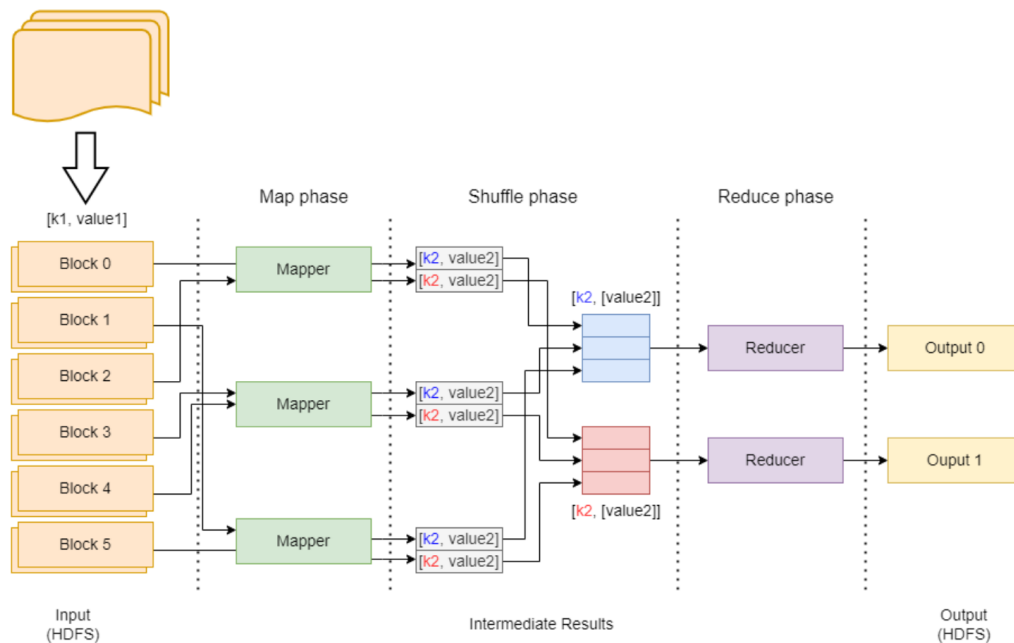 Map phase
Shuffle phase
Reduce phase
[k1, value1]
Block 0
Block 1
Block 2
Block 3
Block 4
Block 5
Mapper
Mapper
Mapper
[k2, value2]
[k2, value2]
[k2, value2]
[k2, value2]
[k2, value2]
[k2, value2]
[k2, [value2]]
[k2, [value2]]
Reducer
Reducer
Output 0
Ouput 1
Input
(HDFS)
Intermediate Results
Output
(HDFS)